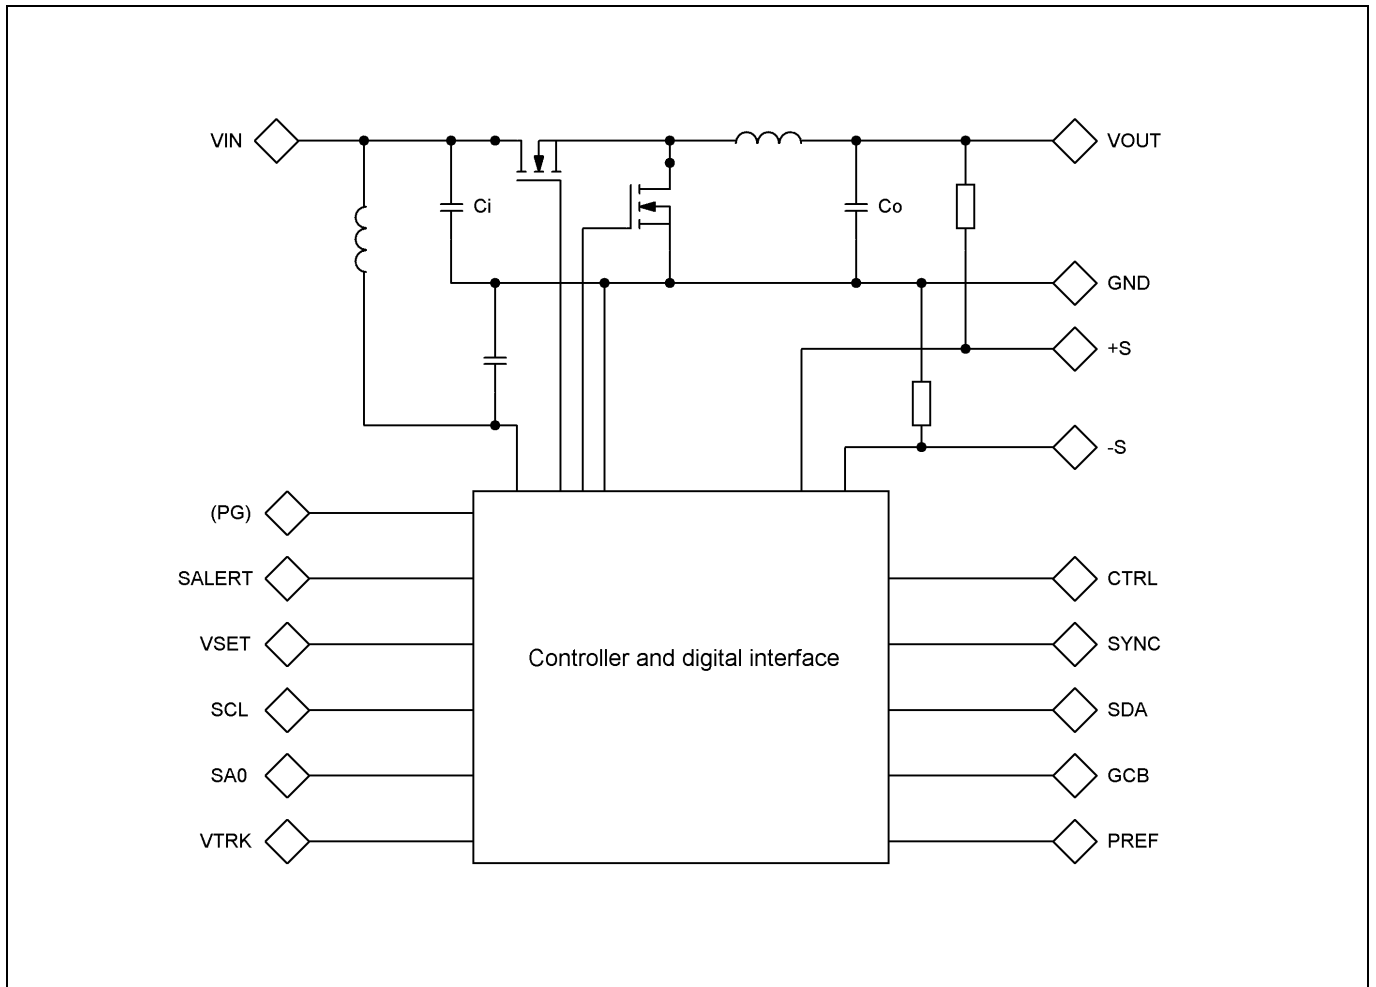 VIN
VOUT
Ci
Co
GND
+S
-S
(PG)
SALERT
CTRL
VSET
SYNC
Controller and digital interface
SCL
SDA
SA0
GCB
VTRK
PREF